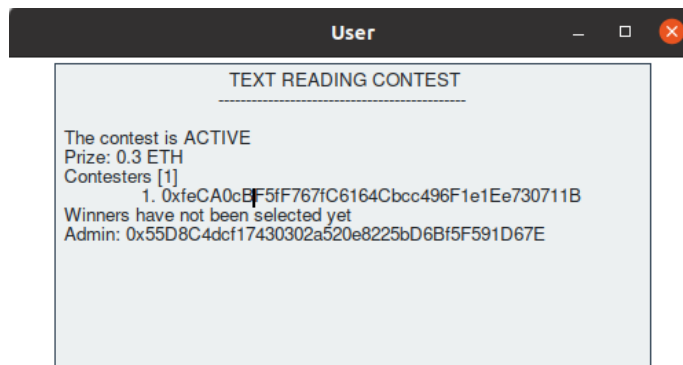 User
TEXT READING CONTEST
---------------------------------------------
The contest is ACTIVE
Prize: 0.3 ETH
Contesters [1]
1. 0xfeCA0cBF5fF767fC6164Cbcc496F1e1Ee730711B
Winners have not been selected yet
Admin: 0x55D8C4dcf17430302a520e8225bD6Bf5F591D67E